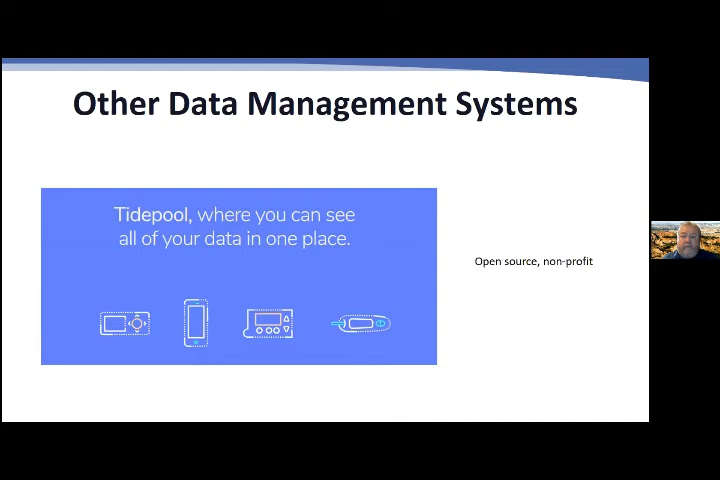 Other Data Management Systems
Tidepool, where you can see
all of your data in one place.
Open source, non-profit